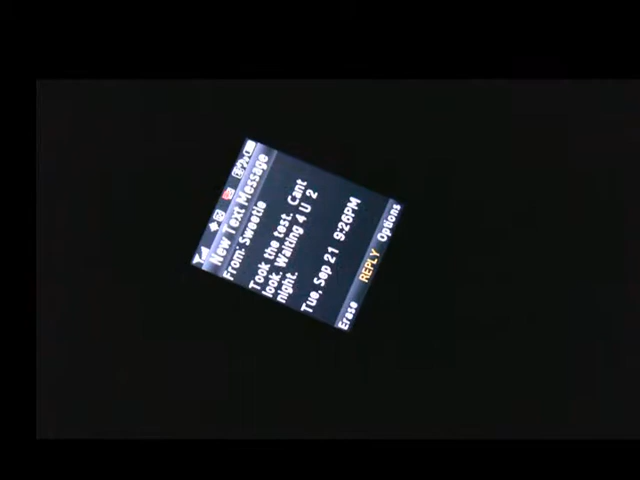 New Text Message
From: Sweetie
Took the test. Cant
look. Waiting 4 U 2
night.
Tue, Sep 21 9:26PM
Erase REPLY Options